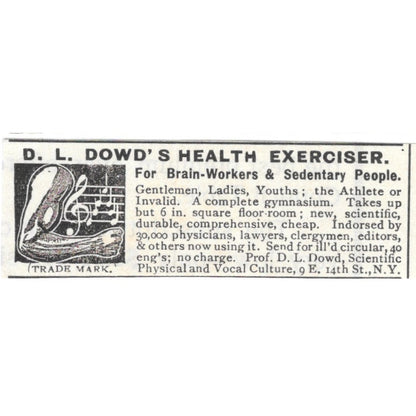 D. L. DOWD'S HEALTH EXERCISER.
For Brain-Workers & Sedentary People.
Gentlemen, Ladies, Youths; the Athlete or
Invalid. A complete gymnasium. Takes up
but 6 in. square floor-room; new, scientific,
durable, comprehensive, cheap. Indorsed by
30,000 physicians, lawyers, clergymen, editors,
& others now using it. Send for ill'd circular, 40
eng's; no charge. Prof. D. L. Dowd, Scientific
Physical and Vocal Culture, 9 E. 14th St., N.Y.
TRADE MARK.